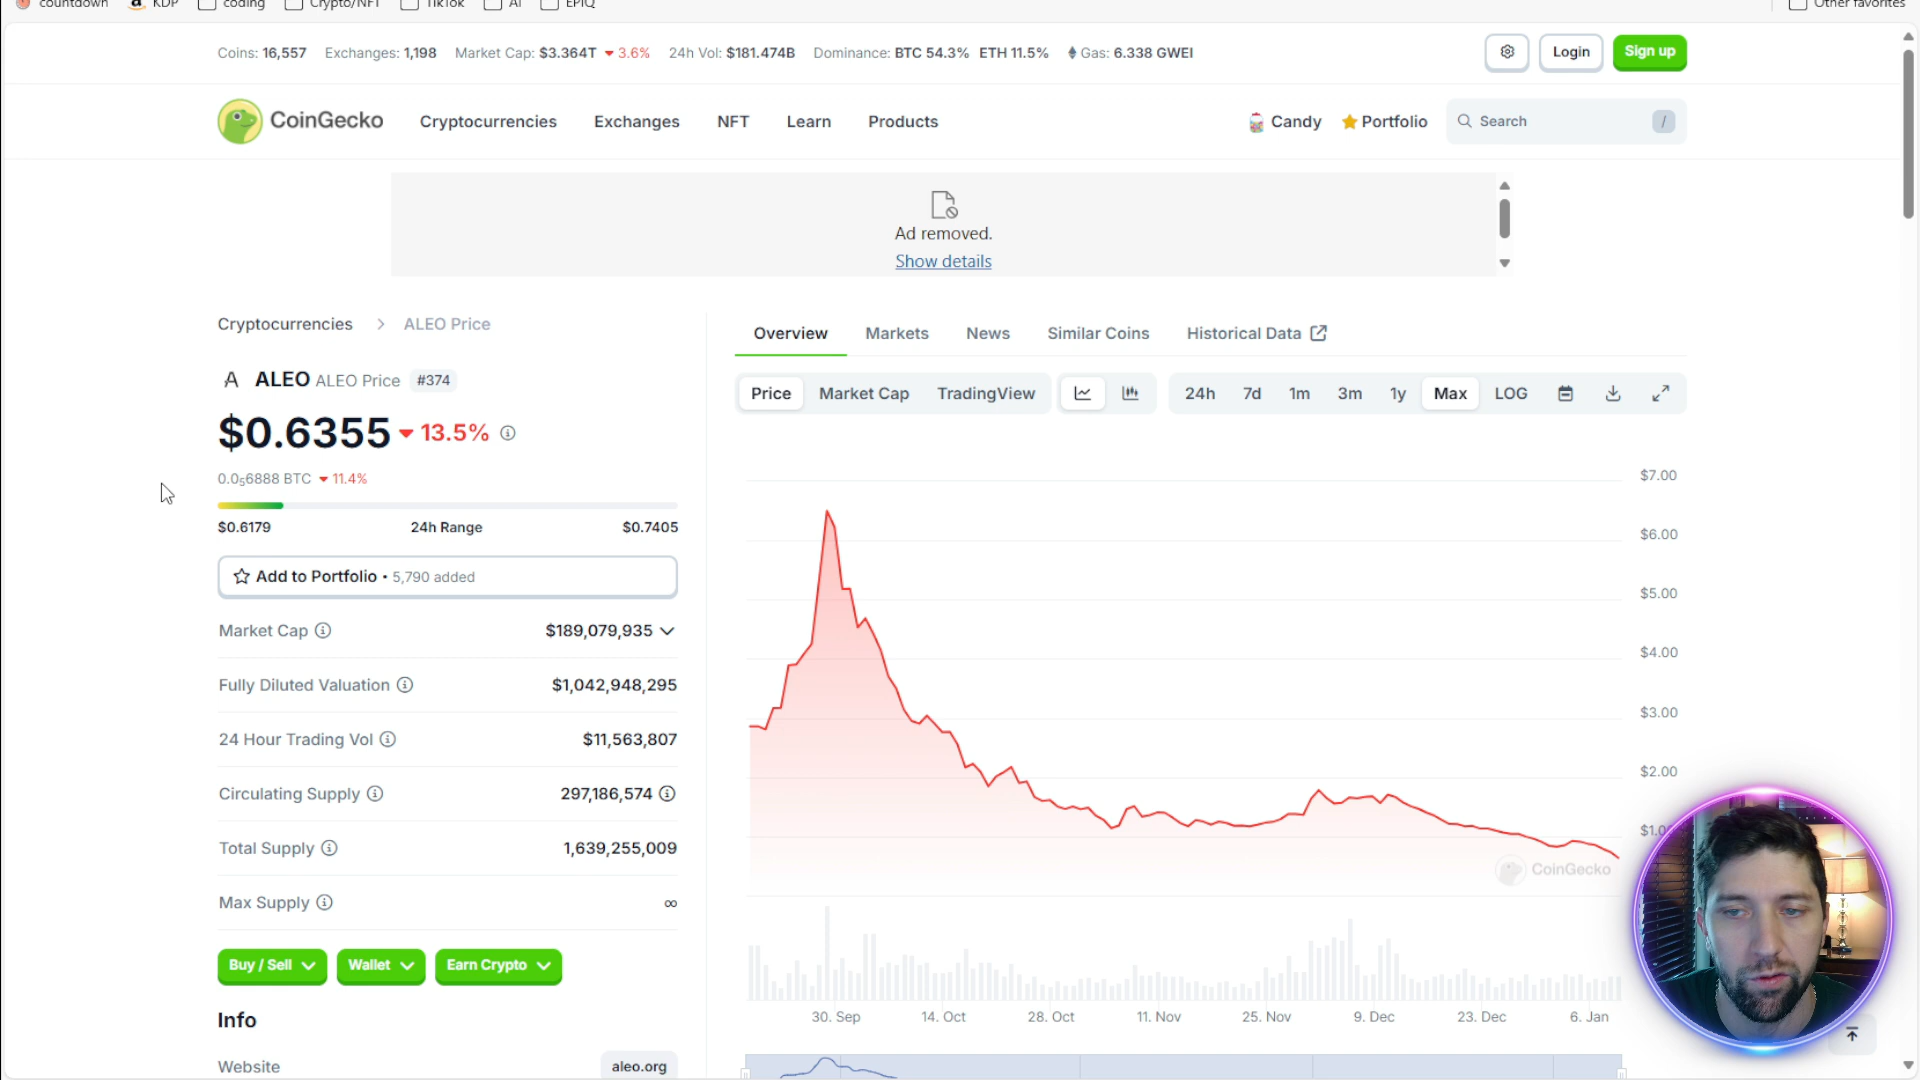 countdown KDP coding Crypto/NFT TikTok AI EPIQ Other favorites
Coins: 16,557 Exchanges: 1,198 Market Cap: $3.364T 3.6% 24h Vol: $181.474B Dominance: BTC 54.3% ETH 11.5% Gas: 6.338 GWEI Login Sign up
CoinGecko Cryptocurrencies Exchanges NFT Learn Products Candy Portfolio Search /
Ad removed.
Show details
Cryptocurrencies > ALEO Price
Overview Markets News Similar Coins Historical Data
ALEO ALEO Price #374
Price Market Cap TradingView 24h 7d 1m 3m 1y Max LOG
$0.6355 13.5%
0.0₅6888 BTC 11.4%
$0.6179 24h Range $0.7405
Add to Portfolio • 5,790 added
Market Cap $189,079,935
Fully Diluted Valuation $1,042,948,295
24 Hour Trading Vol $11,563,807
Circulating Supply 297,186,574
Total Supply 1,639,255,009
Max Supply ∞
Buy / Sell Wallet Earn Crypto
Info
Website aleo.org
$7.00
$6.00
$5.00
$4.00
$3.00
$2.00
CoinGecko
30. Sep 14. Oct 28. Oct 11. Nov 25. Nov 9. Dec 23. Dec 6. Jan